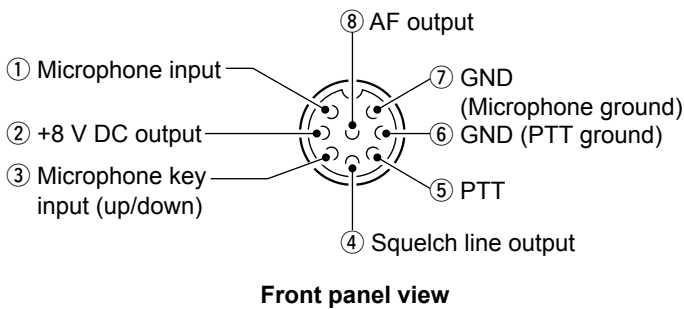 ⑧ AF output
① Microphone input
⑦ GND
(Microphone ground)
② +8 V DC output
⑥ GND (PTT ground)
③ Microphone key
input (up/down)
⑤ PTT
④ Squelch line output
Front panel view